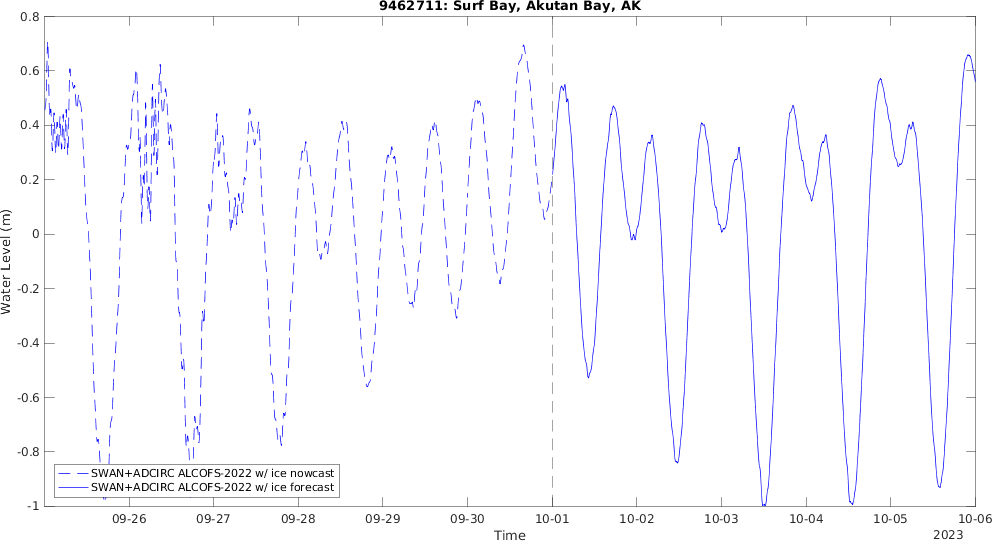 9462711: Surf Bay, Akutan Bay, AK
0.8
0.6
0.4
0.2
0
-0.2
-0.4
-0.6
-0.8
-1
Water Level (m)
SWAN+ADCIRC ALCOFS-2022 w/ ice nowcast
SWAN+ADCIRC ALCOFS-2022 w/ ice forecast
09-26 09-27 09-28 09-29 09-30 10-01 10-02 10-03 10-04 10-05 10-06
Time
2023